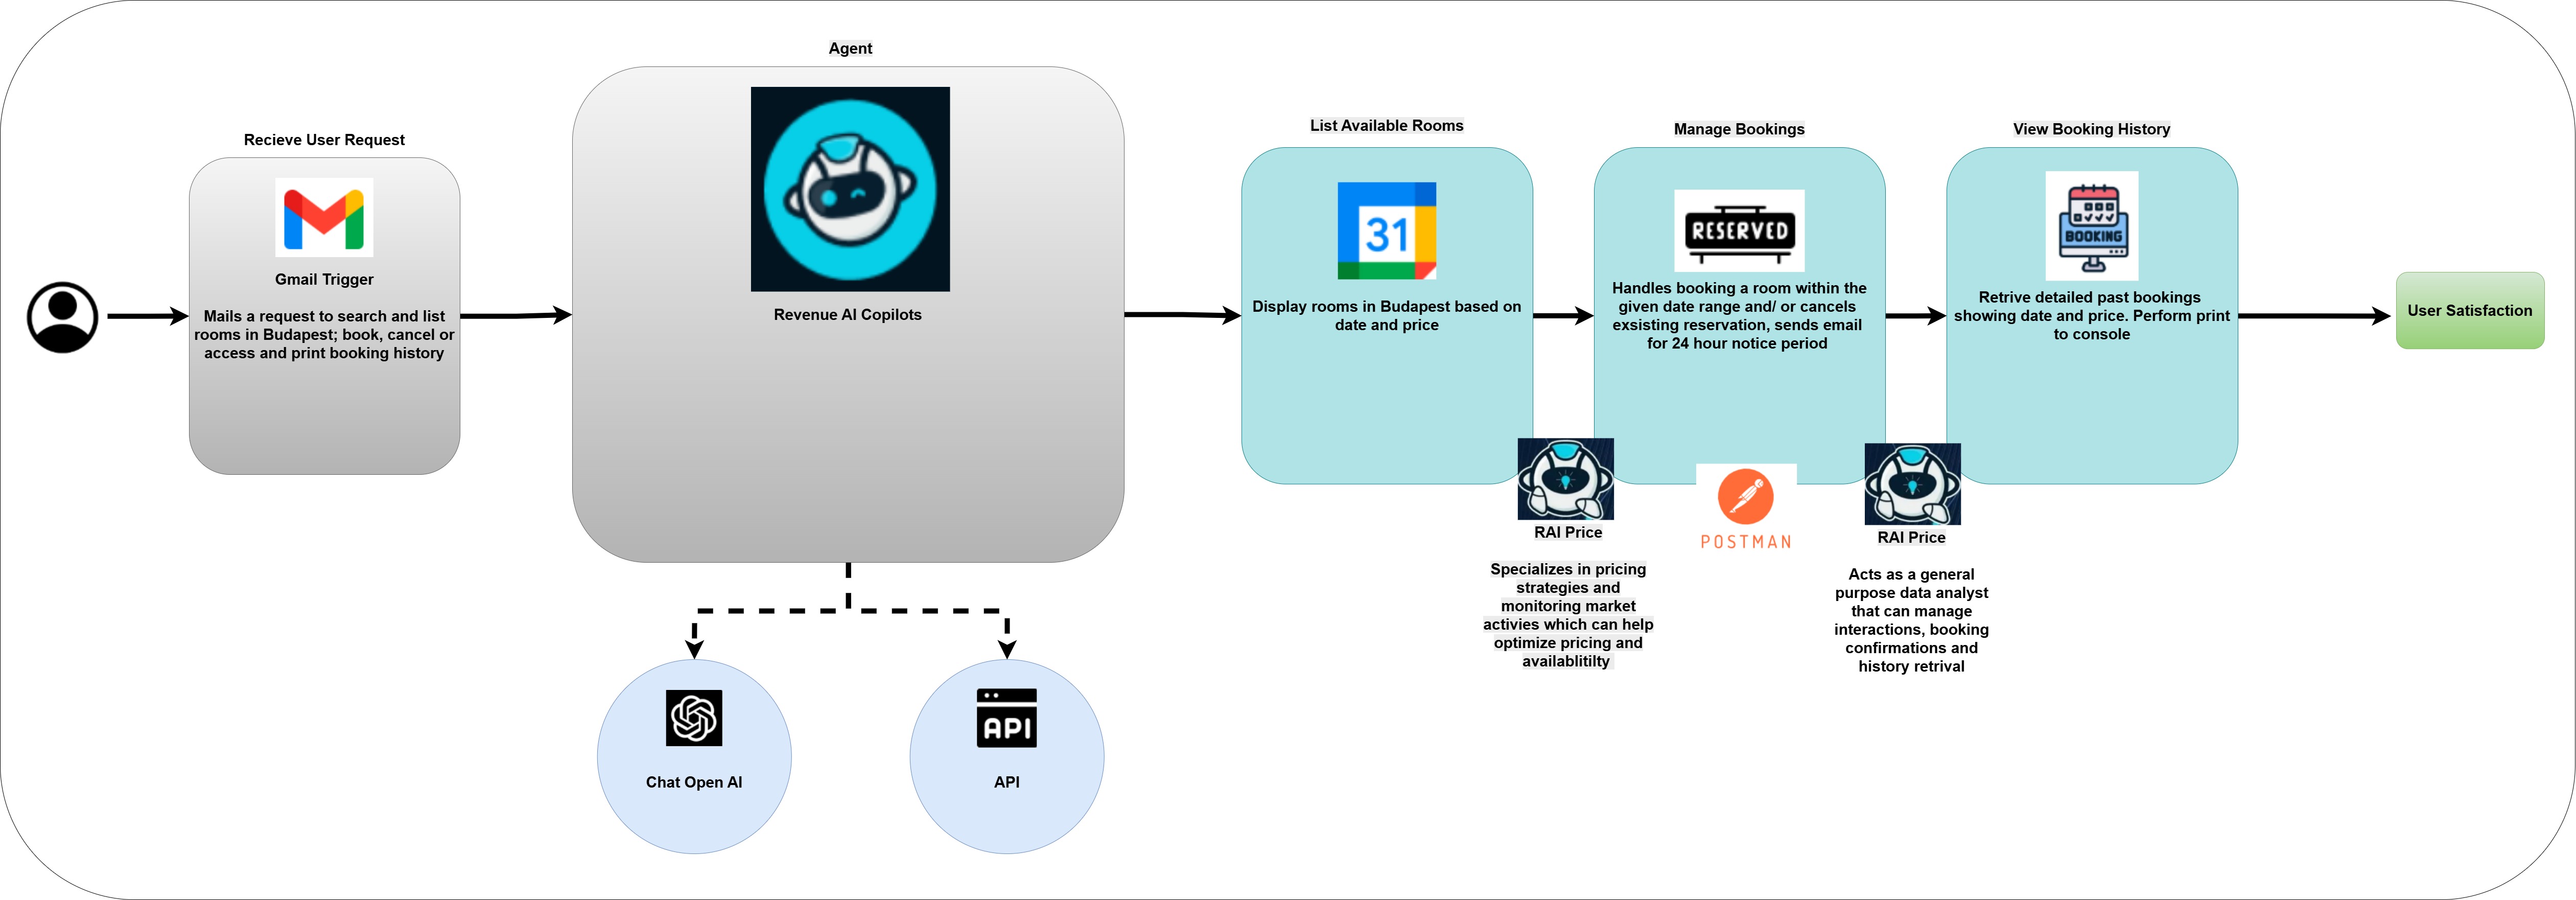 Recieve User Request
Gmail Trigger
Mails a request to search and list
rooms in Budapest; book, cancel or
access and print booking history
Agent
Revenue AI Copilots
Chat Open AI
API
API
List Available Rooms
31
Display rooms in Budapest based on
date and price
Manage Bookings
RESERVED
Handles booking a room within the
given date range and/ or cancels
exsisting reservation, sends email
for 24 hour notice period
View Booking History
BOOKING
Retrive detailed past bookings
showing date and price. Perform print
to console
RAI Price
Specializes in pricing
strategies and
monitoring market
activies which can help
optimize pricing and
availablitilty
POSTMAN
RAI Price
Acts as a general
purpose data analyst
that can manage
interactions, booking
confirmations and
history retrival
User Satisfaction